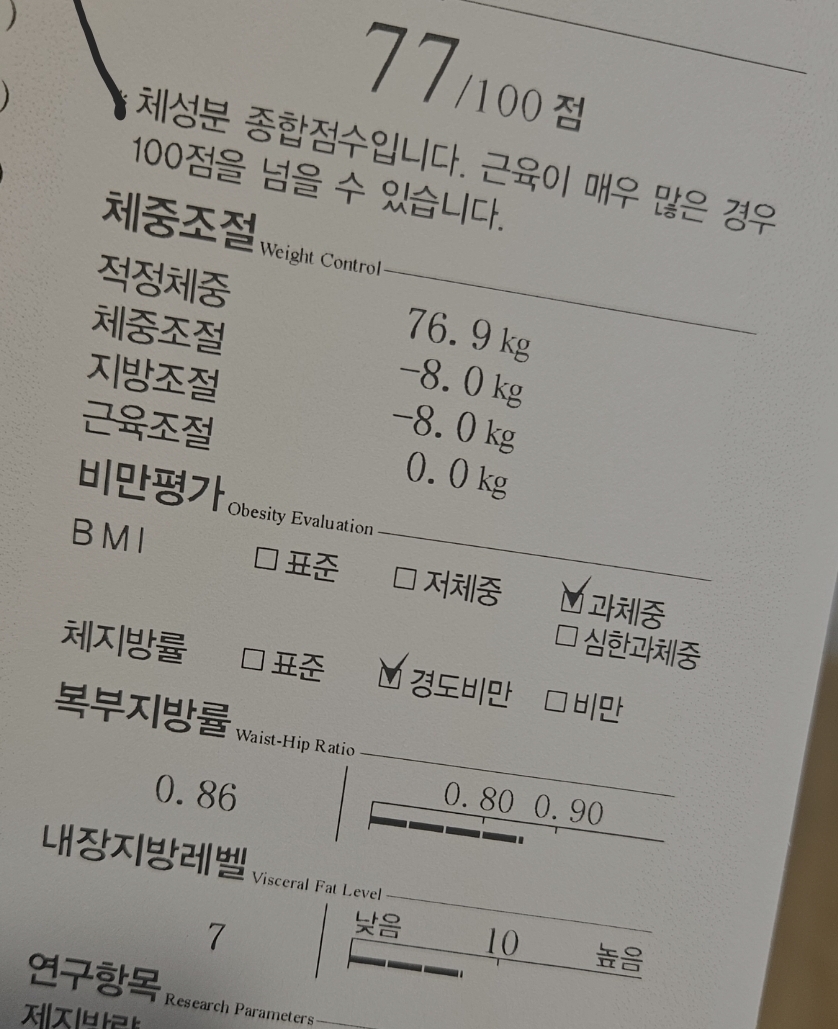 77/100 점
* 체성분 종합점수입니다. 근육이 매우 많은 경우
100점을 넘을 수 있습니다.
체중조절 Weight Control
적정체중 76.9 kg
체중조절 -8.0 kg
지방조절 -8.0 kg
근육조절 0.0 kg
비만평가 Obesity Evaluation
BMI □ 표준 □ 저체중 ☑ 과체중
□ 심한과체중
체지방률 □ 표준 ☑ 경도비만 □ 비만
복부지방률 Waist-Hip Ratio
0.86 0.80 0.90
내장지방레벨 Visceral Fat Level
7 낮음 10 높음
연구항목 Research Parameters
제지방량